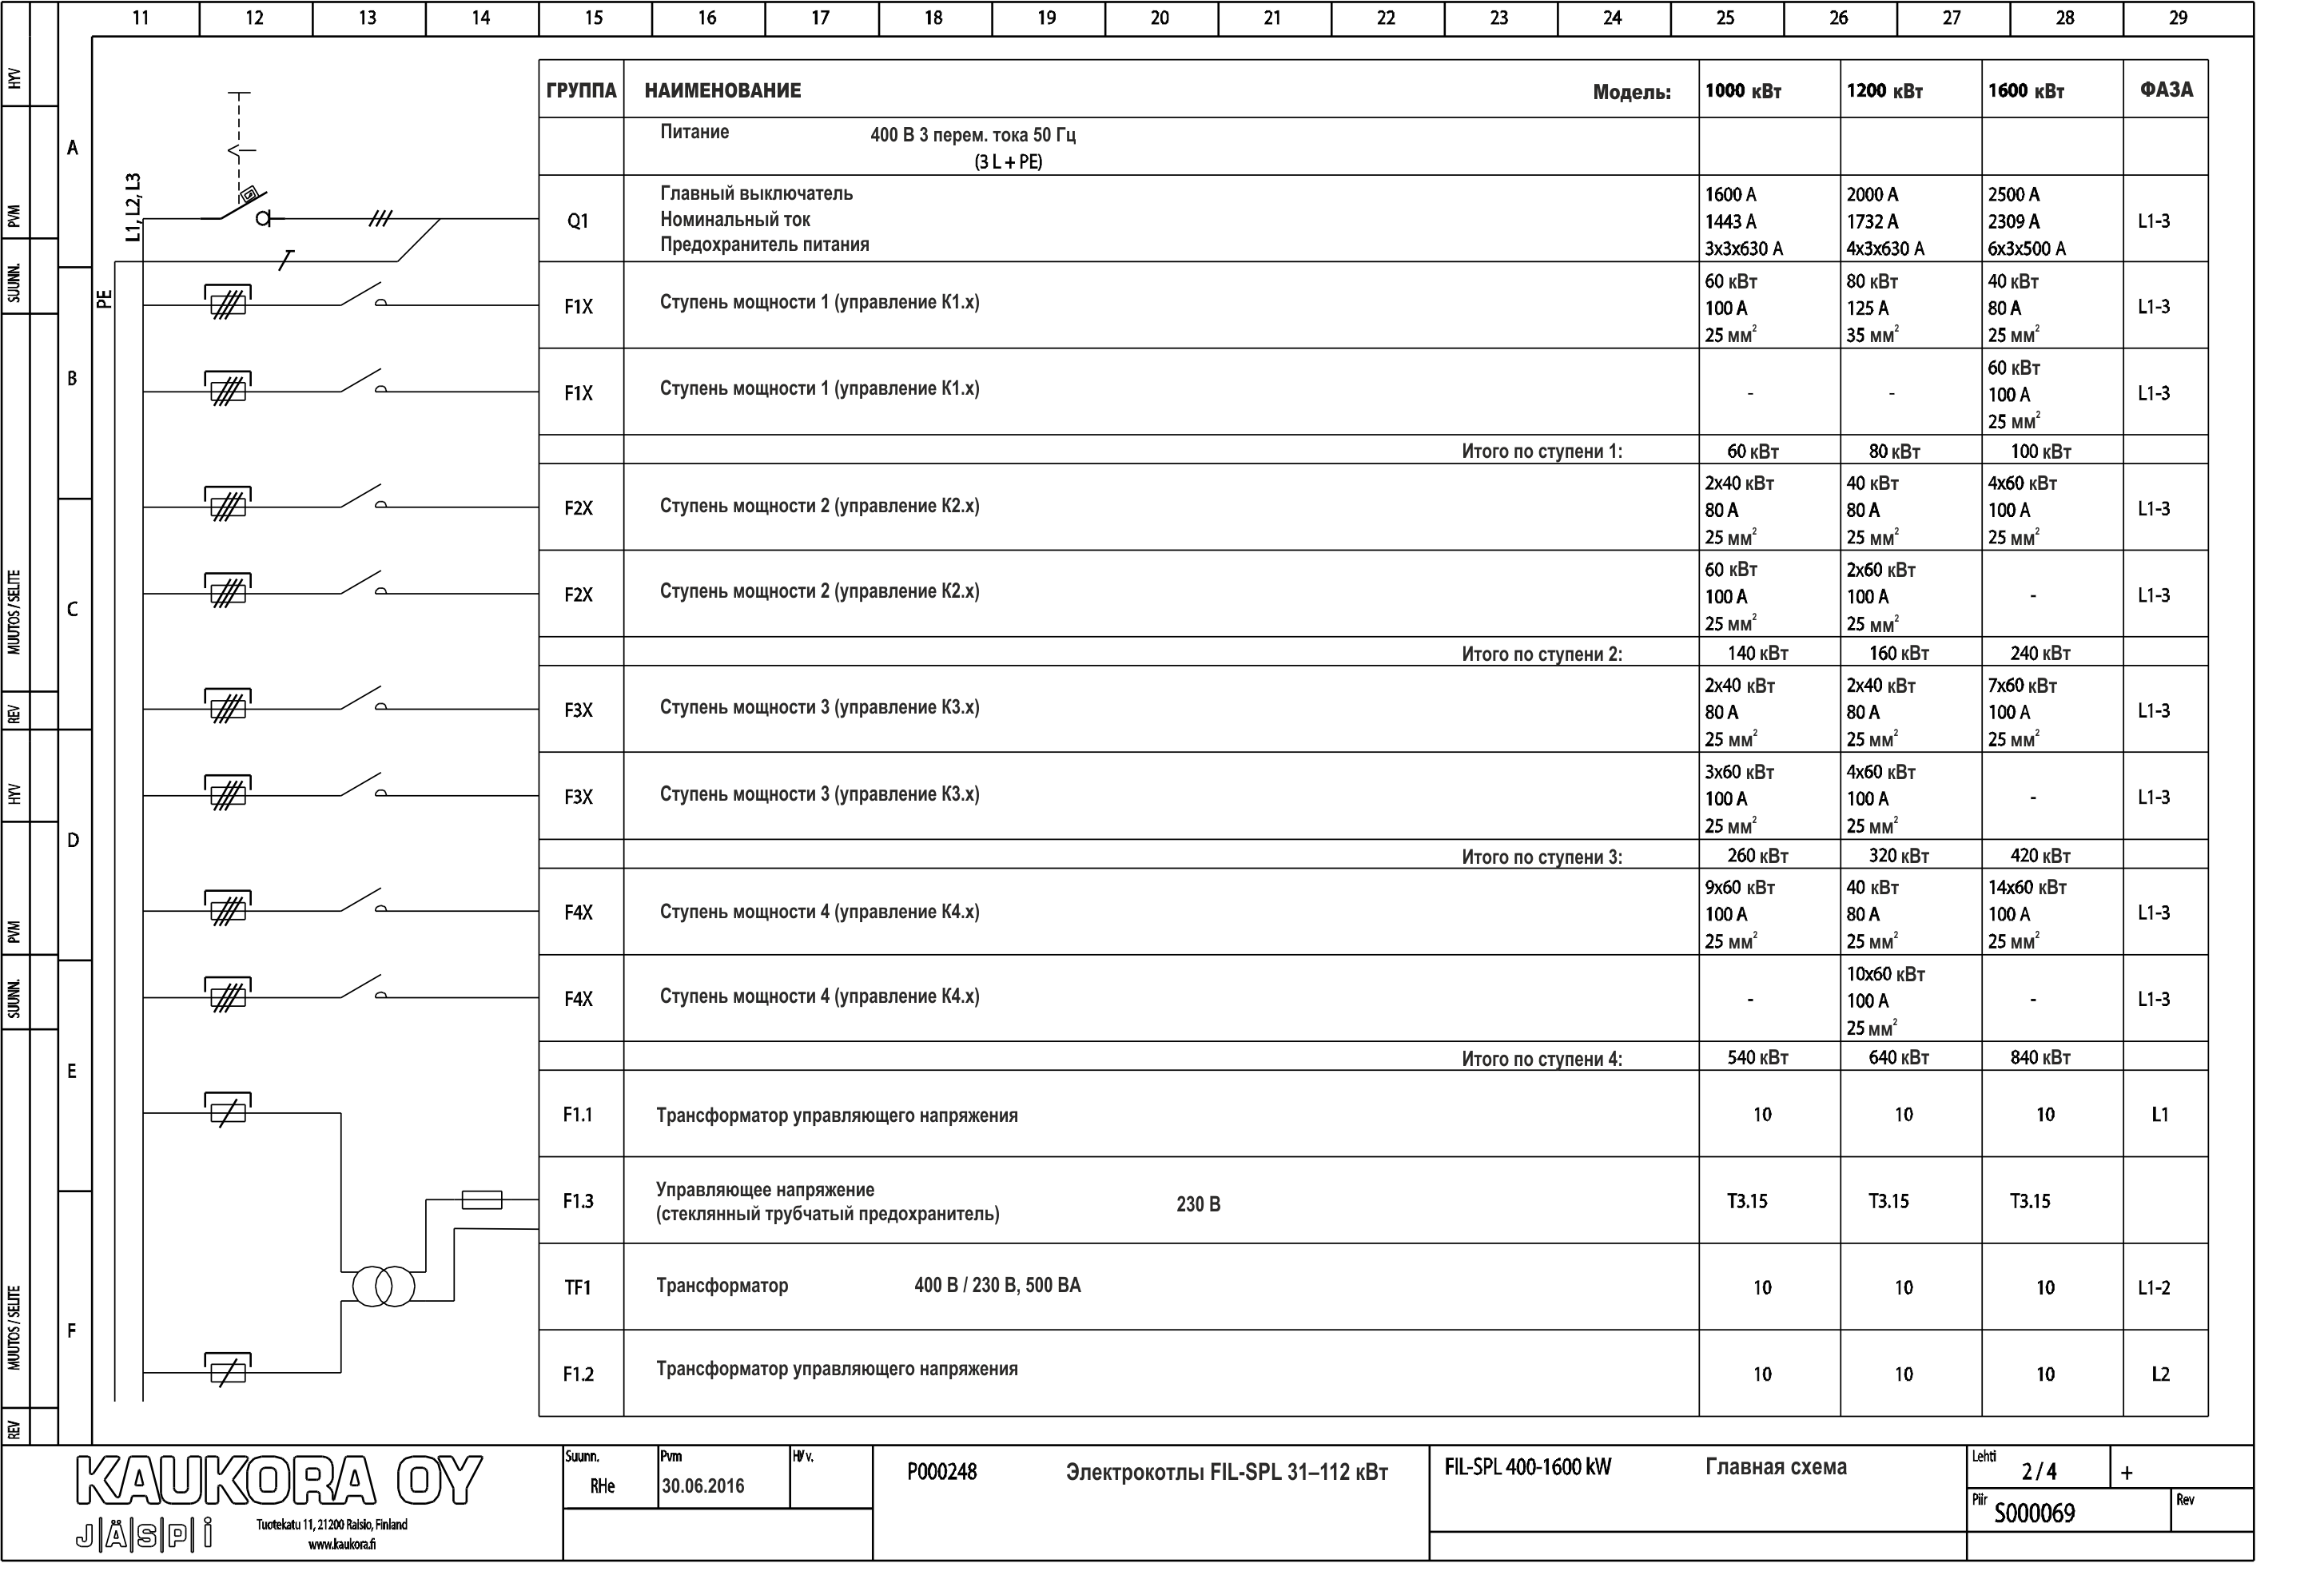 11 12 13 14 15 16 17 18 19 20 21 22 23 24 25 26 27 28 29
HYV
PVM
SUUNN.
MUUTOS / SELITE
REV
HYV
PVM
SUUNN.
MUUTOS / SELITE
REV
A
B
C
D
E
F
L1, L2, L3
PE
ГРУППА НАИМЕНОВАНИЕ Модель: 1000 кВт 1200 кВт 1600 кВт ФАЗА
Питание 400 В 3 перем. тока 50 Гц
(3 L + PE)
Главный выключатель 1600 A 2000 A 2500 A
Q1 Номинальный ток 1443 A 1732 A 2309 A L1-3
Предохранитель питания 3x3x630 A 4x3x630 A 6x3x500 A
60 кВт 80 кВт 40 кВт
F1X Ступень мощности 1 (управление К1.x) 100 A 125 A 80 A L1-3
25 мм² 35 мм² 25 мм²
60 кВт
F1X Ступень мощности 1 (управление К1.x) - - 100 A L1-3
25 мм²
Итого по ступени 1: 60 кВт 80 кВт 100 кВт
2x40 кВт 40 кВт 4x60 кВт
F2X Ступень мощности 2 (управление К2.x) 80 A 80 A 100 A L1-3
25 мм² 25 мм² 25 мм²
60 кВт 2x60 кВт
F2X Ступень мощности 2 (управление К2.x) 100 A 100 A - L1-3
25 мм² 25 мм²
Итого по ступени 2: 140 кВт 160 кВт 240 кВт
2x40 кВт 2x40 кВт 7x60 кВт
F3X Ступень мощности 3 (управление К3.x) 80 A 80 A 100 A L1-3
25 мм² 25 мм² 25 мм²
3x60 кВт 4x60 кВт
F3X Ступень мощности 3 (управление К3.x) 100 A 100 A - L1-3
25 мм² 25 мм²
Итого по ступени 3: 260 кВт 320 кВт 420 кВт
9x60 кВт 40 кВт 14x60 кВт
F4X Ступень мощности 4 (управление К4.x) 100 A 80 A 100 A L1-3
25 мм² 25 мм² 25 мм²
10x60 кВт
F4X Ступень мощности 4 (управление К4.x) - 100 A - L1-3
25 мм²
Итого по ступени 4: 540 кВт 640 кВт 840 кВт
F1.1 Трансформатор управляющего напряжения 10 10 10 L1
Управляющее напряжение
F1.3 (стеклянный трубчатый предохранитель) 230 В T3.15 T3.15 T3.15
TF1 Трансформатор 400 В / 230 В, 500 ВА 10 10 10 L1-2
F1.2 Трансформатор управляющего напряжения 10 10 10 L2
KAUKORA OY
JÄSPI
Tuotekatu 11, 21200 Raisio, Finland
www.kaukora.fi
Suunn. Pvm HV v.
RHe 30.06.2016
P000248 Электрокотлы FIL-SPL 31–112 кВт
FIL-SPL 400-1600 kW Главная схема
Lehti
2 / 4 +
Piir Rev
S000069